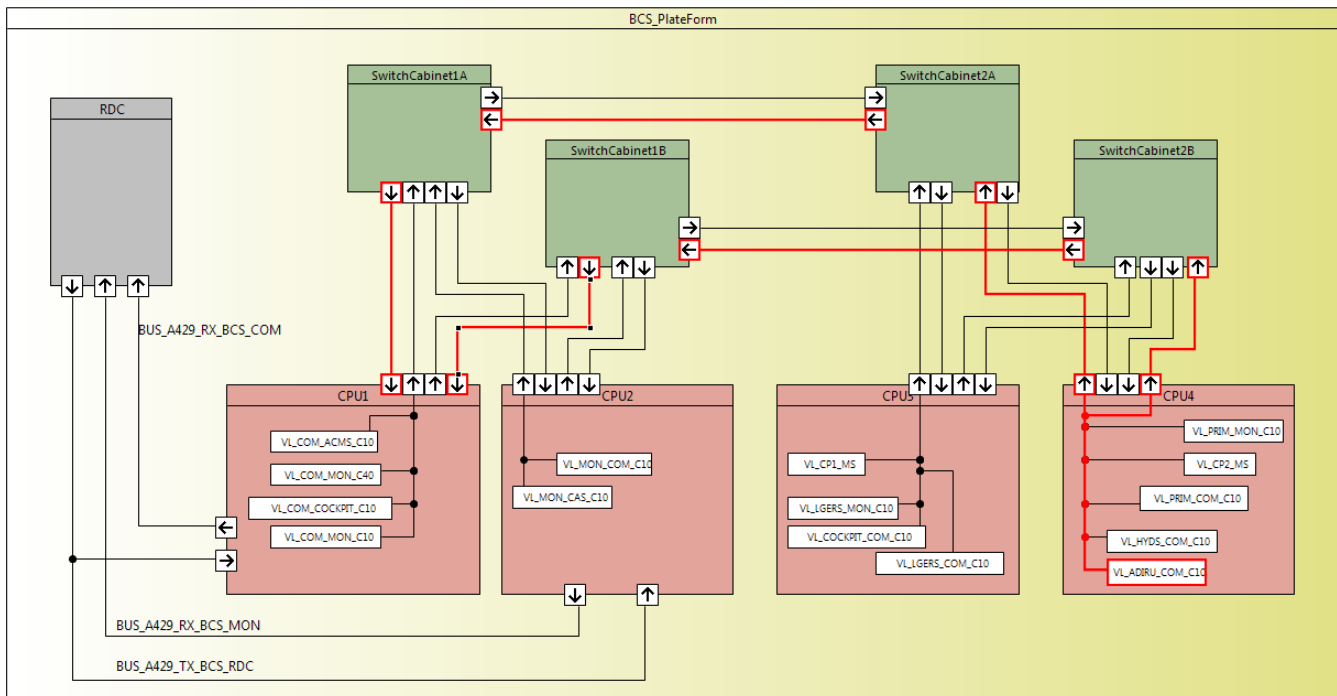 BCS_PlateForm
SwitchCabinet1A
SwitchCabinet2A
RDC
SwitchCabinet1B
SwitchCabinet2B
BUS_A429_RX_BCS_COM
CPU1
CPU2
CPU4
VL_COM_ACMS_C10
VL_COM_MON_C40
VL_COM_COCKPIT_C10
VL_COM_MON_C10
VL_MON_COM_C10
VL_MON_CAS_C10
VL_CP1_MS
VL_LGERS_MON_C10
VL_COCKPIT_COM_C10
VL_LGERS_COM_C10
VL_PRIM_MON_C10
VL_CP2_MS
VL_PRIM_COM_C10
VL_HYDS_COM_C10
VL_ADIRU_COM_C10
BUS_A429_RX_BCS_MON
BUS_A429_TX_BCS_RDC